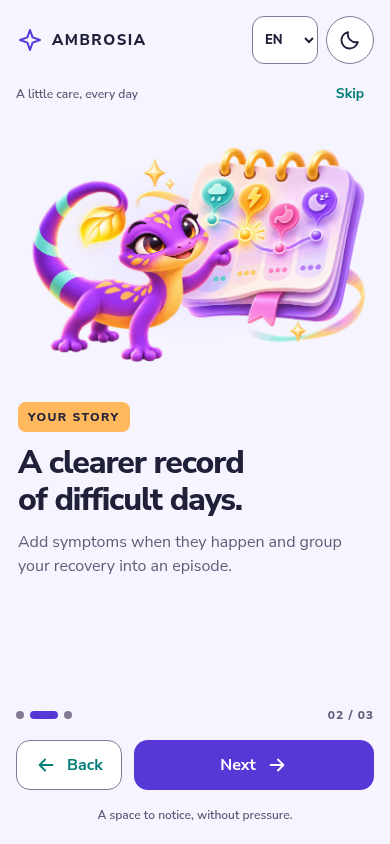 AMBROSIA
EN
A little care, every day
Skip
YOUR STORY
A clearer record
of difficult days.
Add symptoms when they happen and group
your recovery into an episode.
02 / 03
Back
Next
A space to notice, without pressure.